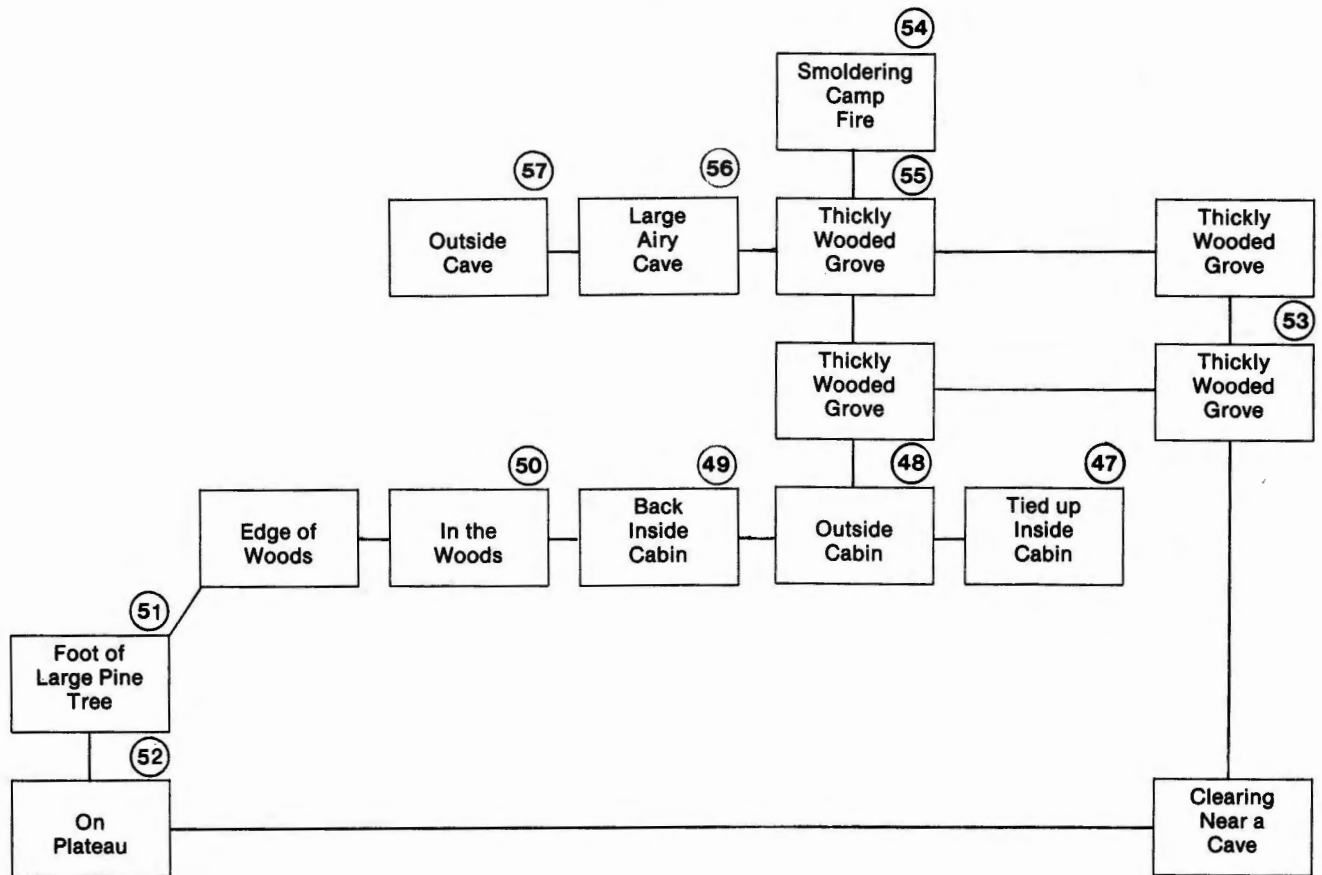 54
Smoldering
Camp
Fire
57
56
55
Outside
Cave
Large
Airy
Cave
Thickly
Wooded
Grove
Thickly
Wooded
Grove
53
Thickly
Wooded
Grove
Thickly
Wooded
Grove
50
49
48
47
Edge of
Woods
In the
Woods
Back
Inside
Cabin
Outside
Cabin
Tied up
Inside
Cabin
51
Foot of
Large Pine
Tree
52
On
Plateau
Clearing
Near a
Cave